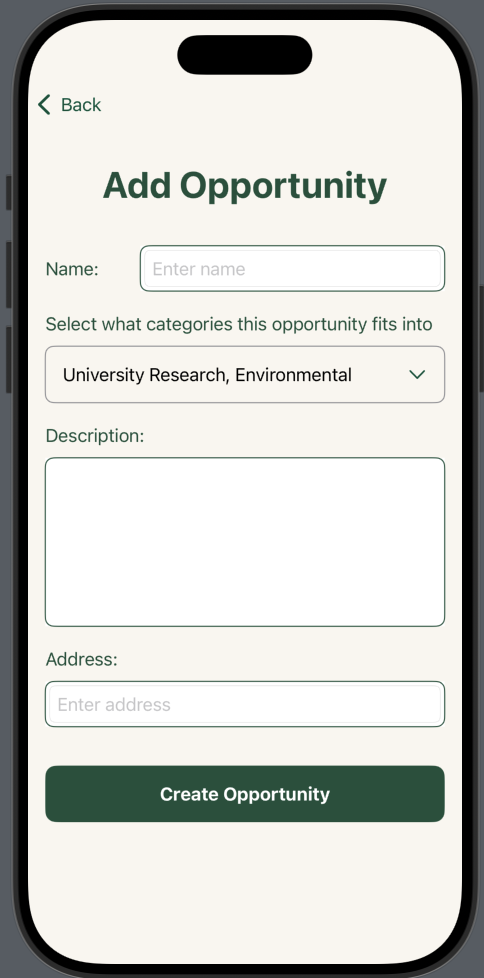 Back
Add Opportunity
Name:
Enter name
Select what categories this opportunity fits into
University Research, Environmental
Description:
Address:
Enter address
Create Opportunity